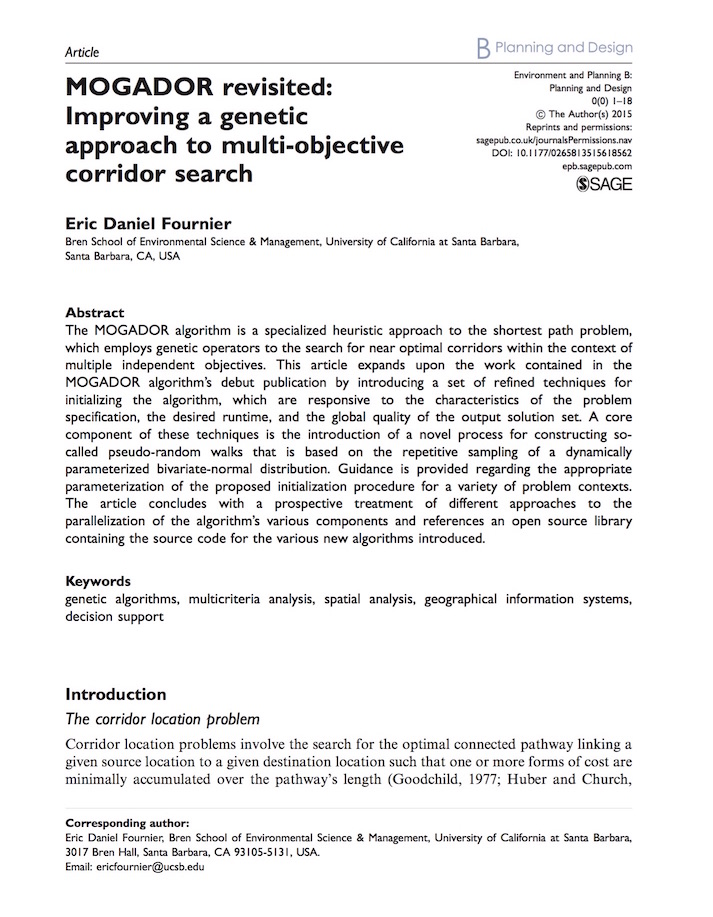 Article
B Planning and Design
MOGADOR revisited:
Improving a genetic
approach to multi-objective
corridor search
Environment and Planning B:
Planning and Design
0(0) 1–18
© The Author(s) 2015
Reprints and permissions:
sagepub.co.uk/journalsPermissions.nav
DOI: 10.1177/0265813515618562
epb.sagepub.com
SAGE
Eric Daniel Fournier
Bren School of Environmental Science & Management, University of California at Santa Barbara,
Santa Barbara, CA, USA
Abstract
The MOGADOR algorithm is a specialized heuristic approach to the shortest path problem,
which employs genetic operators to the search for near optimal corridors within the context of
multiple independent objectives. This article expands upon the work contained in the
MOGADOR algorithm's debut publication by introducing a set of refined techniques for
initializing the algorithm, which are responsive to the characteristics of the problem
specification, the desired runtime, and the global quality of the output solution set. A core
component of these techniques is the introduction of a novel process for constructing so-
called pseudo-random walks that is based on the repetitive sampling of a dynamically
parameterized bivariate-normal distribution. Guidance is provided regarding the appropriate
parameterization of the proposed initialization procedure for a variety of problem contexts.
The article concludes with a prospective treatment of different approaches to the
parallelization of the algorithm's various components and references an open source library
containing the source code for the various new algorithms introduced.
Keywords
genetic algorithms, multicriteria analysis, spatial analysis, geographical information systems,
decision support
Introduction
The corridor location problem
Corridor location problems involve the search for the optimal connected pathway linking a
given source location to a given destination location such that one or more forms of cost are
minimally accumulated over the pathway's length (Goodchild, 1977; Huber and Church,
Corresponding author:
Eric Daniel Fournier, Bren School of Environmental Science & Management, University of California at Santa Barbara,
3017 Bren Hall, Santa Barbara, CA 93105-5131, USA.
Email: ericfournier@ucsb.edu